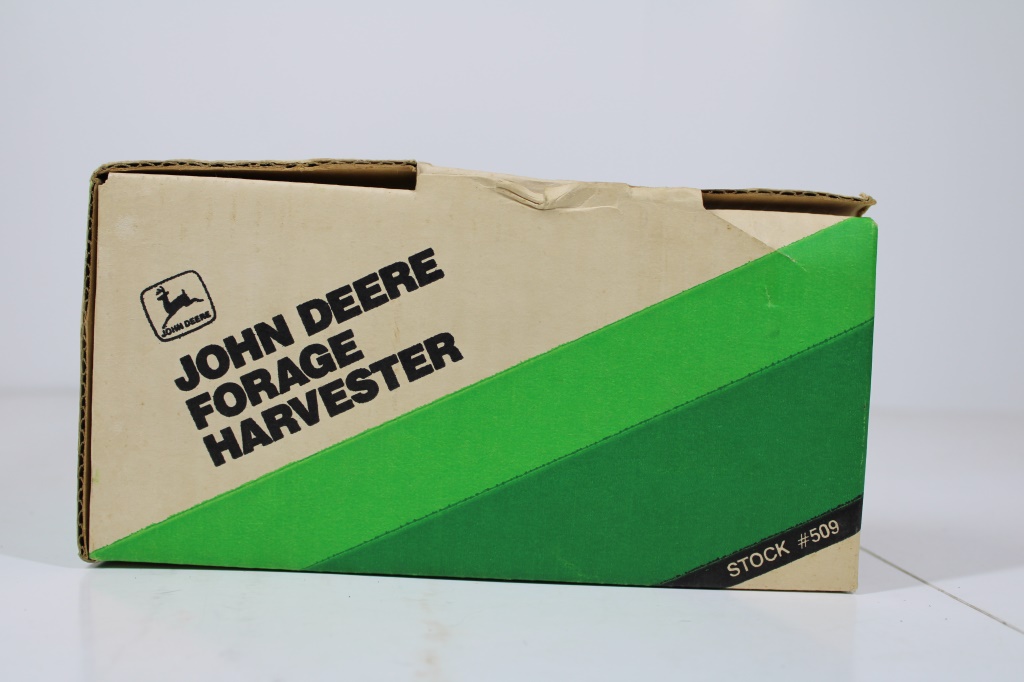 JOHN DEERE
JOHN DEERE
FORAGE
HARVESTER
STOCK #509